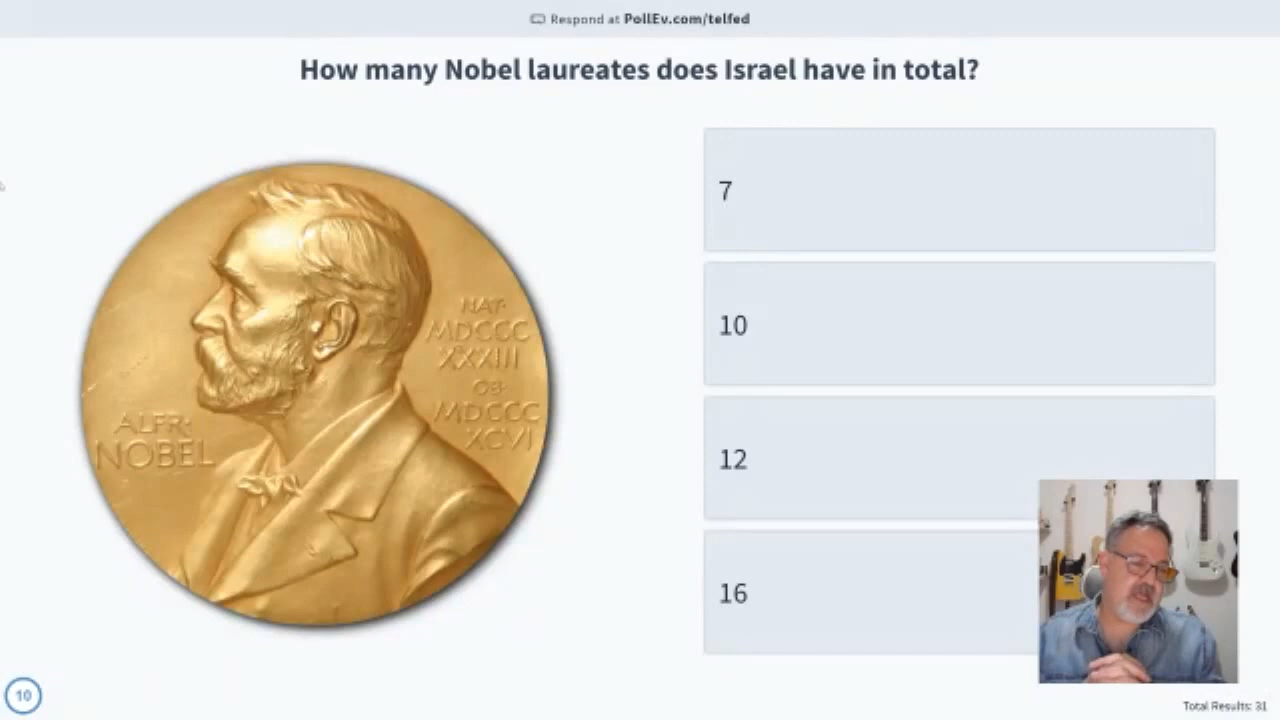 Respond at PollEv.com/telfed
How many Nobel laureates does Israel have in total?
7
10
12
16
NAT·
MDCCC
XXXIII
OB·
MDCCC
XCVI
ALFR·
NOBEL
10
Total Results: 31